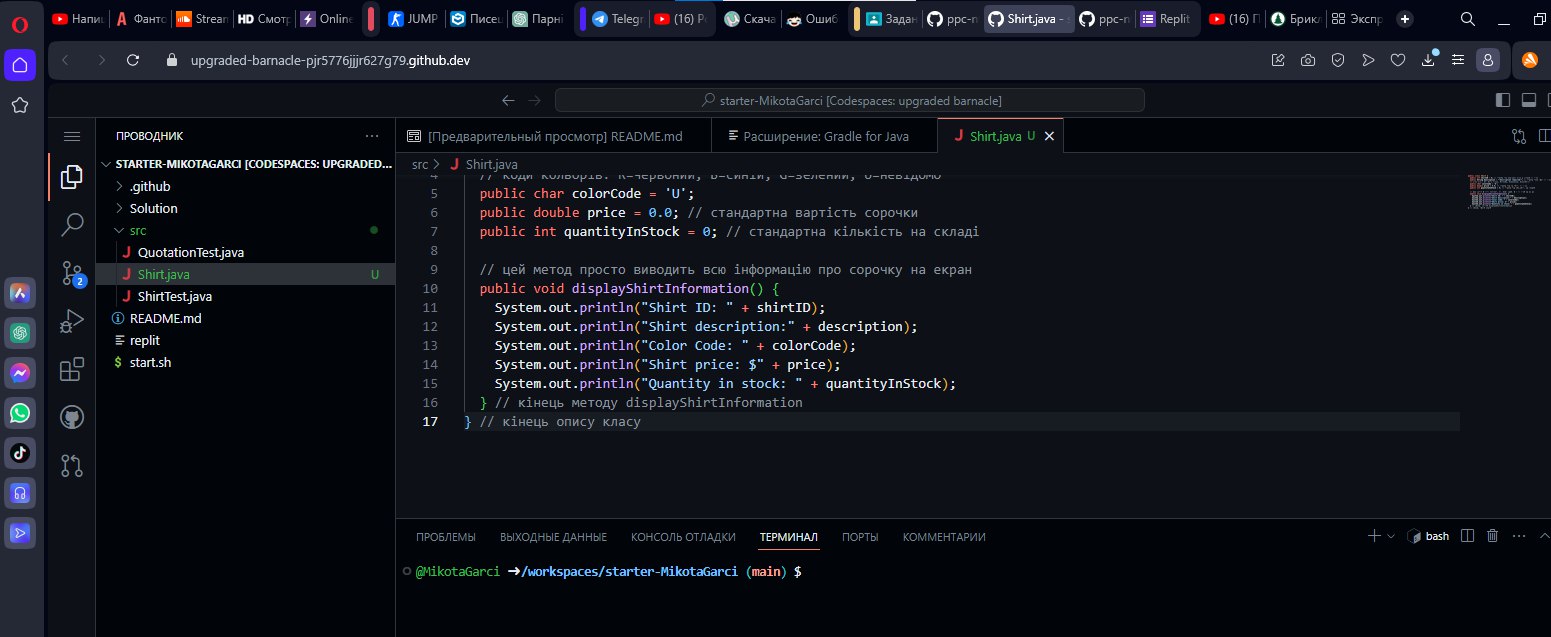 Напиш
Фанто
Stream
HD Смотр
Online
JUMP
Писец
Парні
Telegr
(16) Р
Скача
Ошиб
Задан
ppc-n
Shirt.java - s
ppc-n
Replit
(16) П
Брикл
Экспр
upgraded-barnacle-pjr5776jjjr627g79.github.dev
starter-MikotaGarci [Codespaces: upgraded barnacle]
ПРОВОДНИК
STARTER-MIKOTAGARCI [CODESPACES: UPGRADED...
.github
Solution
src
QuotationTest.java
Shirt.java U
ShirtTest.java
README.md
replit
start.sh
2
[Предварительный просмотр] README.md
Расширение: Gradle for Java
Shirt.java U
src > Shirt.java
4 // коди кольорів: R=Червоний, B=Синій, G=Зелений, U=Невідомо
5 public char colorCode = 'U';
6 public double price = 0.0; // стандартна вартість сорочки
7 public int quantityInStock = 0; // стандартна кількість на складі
8
9 // цей метод просто виводить всю інформацію про сорочку на екран
10 public void displayShirtInformation() {
11 System.out.println("Shirt ID: " + shirtID);
12 System.out.println("Shirt description:" + description);
13 System.out.println("Color Code: " + colorCode);
14 System.out.println("Shirt price: $" + price);
15 System.out.println("Quantity in stock: " + quantityInStock);
16 } // кінець методу displayShirtInformation
17 } // кінець опису класу
ПРОБЛЕМЫ ВЫХОДНЫЕ ДАННЫЕ КОНСОЛЬ ОТЛАДКИ ТЕРМИНАЛ ПОРТЫ КОММЕНТАРИИ
bash
@MikotaGarci ➜/workspaces/starter-MikotaGarci (main) $